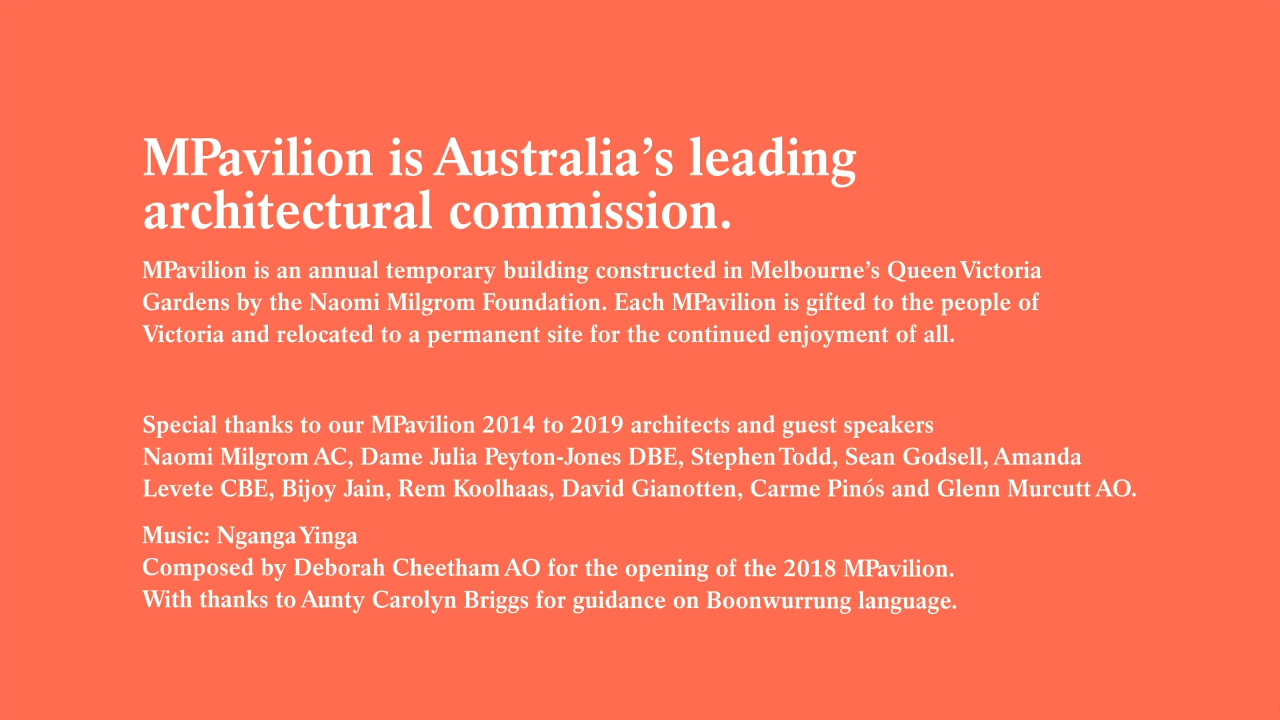 MPavilion is Australia’s leading
architectural commission.
MPavilion is an annual temporary building constructed in Melbourne’s Queen Victoria
Gardens by the Naomi Milgrom Foundation. Each MPavilion is gifted to the people of
Victoria and relocated to a permanent site for the continued enjoyment of all.
Special thanks to our MPavilion 2014 to 2019 architects and guest speakers
Naomi Milgrom AC, Dame Julia Peyton-Jones DBE, Stephen Todd, Sean Godsell, Amanda
Levete CBE, Bijoy Jain, Rem Koolhaas, David Gianotten, Carme Pinós and Glenn Murcutt AO.
Music: Nganga Yinga
Composed by Deborah Cheetham AO for the opening of the 2018 MPavilion.
With thanks to Aunty Carolyn Briggs for guidance on Boonwurrung language.